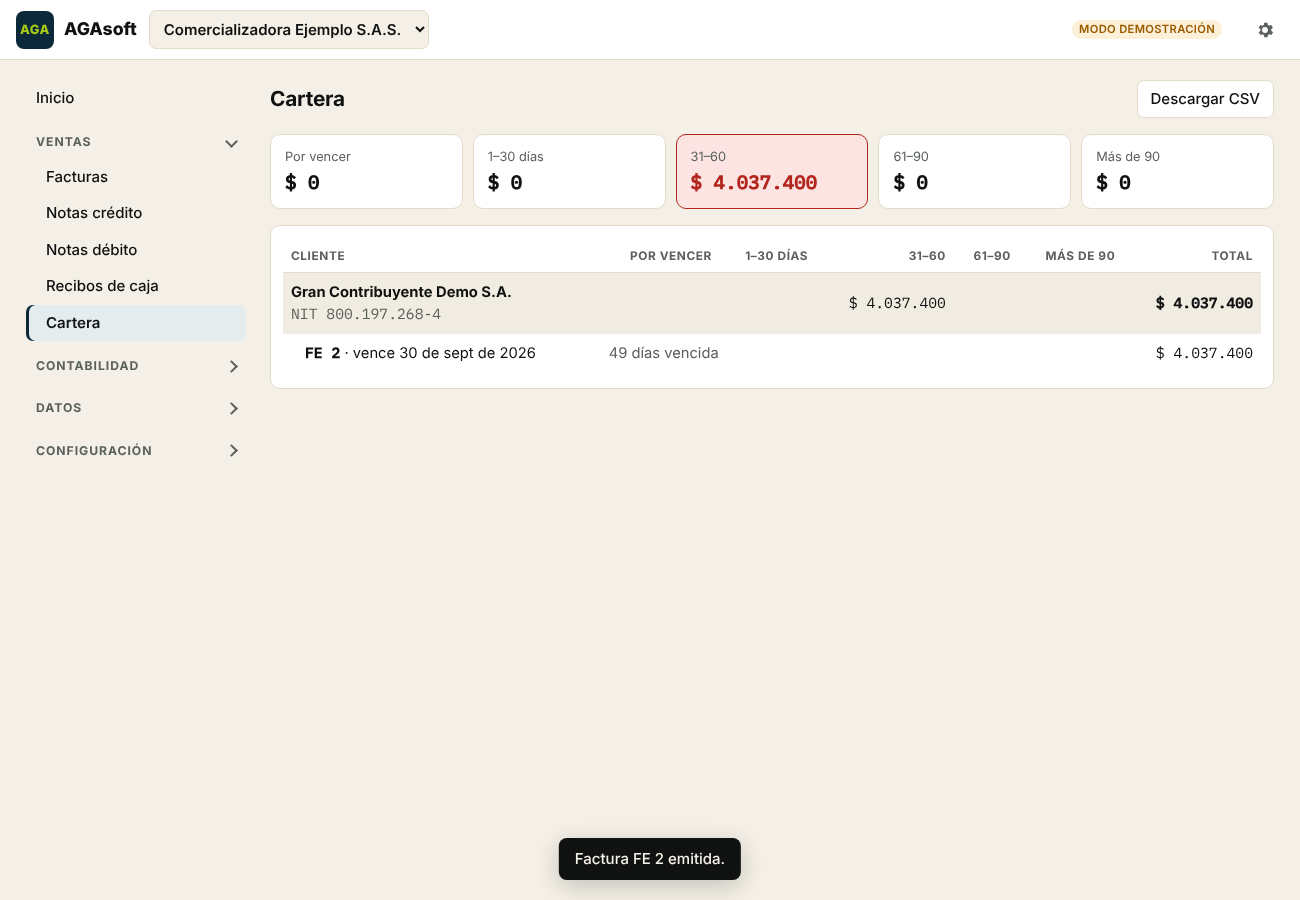 AGA AGAsoft Comercializadora Ejemplo S.A.S. MODO DEMOSTRACIÓN
Inicio
VENTAS
Facturas
Notas crédito
Notas débito
Recibos de caja
Cartera
CONTABILIDAD
DATOS
CONFIGURACIÓN
Cartera
Descargar CSV
Por vencer
$ 0
1–30 días
$ 0
31–60
$ 4.037.400
61–90
$ 0
Más de 90
$ 0
CLIENTE POR VENCER 1–30 DÍAS 31–60 61–90 MÁS DE 90 TOTAL
Gran Contribuyente Demo S.A.
NIT 800.197.268-4
$ 4.037.400 $ 4.037.400
FE 2 · vence 30 de sept de 2026 49 días vencida $ 4.037.400
Factura FE 2 emitida.